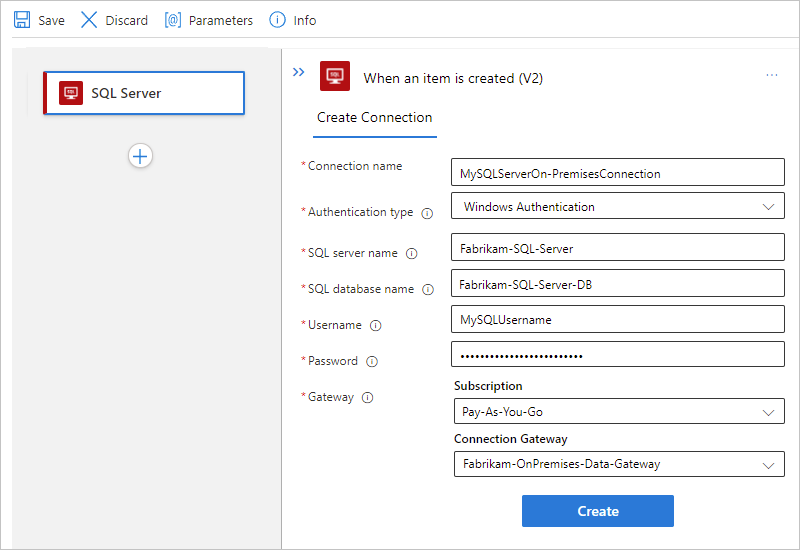 Save Discard [@] Parameters Info
SQL Server
When an item is created (V2) ...
Create Connection
*Connection name MySQLServerOn-PremisesConnection
*Authentication type Windows Authentication
*SQL server name Fabrikam-SQL-Server
*SQL database name Fabrikam-SQL-Server-DB
*Username MySQLUsername
*Password •••••••••••••••••••••••••
*Gateway Subscription
Pay-As-You-Go
Connection Gateway
Fabrikam-OnPremises-Data-Gateway
Create